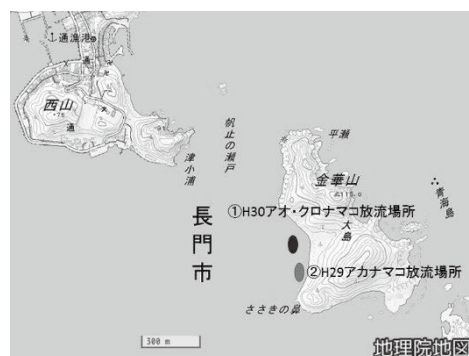 通漁港
西山
通
帆止の瀬戸
平瀬
津小浦
金華山
青海島
長門市
①H30アオ・クロナマコ放流場所
大島
②H29アカナマコ放流場所
ささきの鼻
300 m
地理院地図